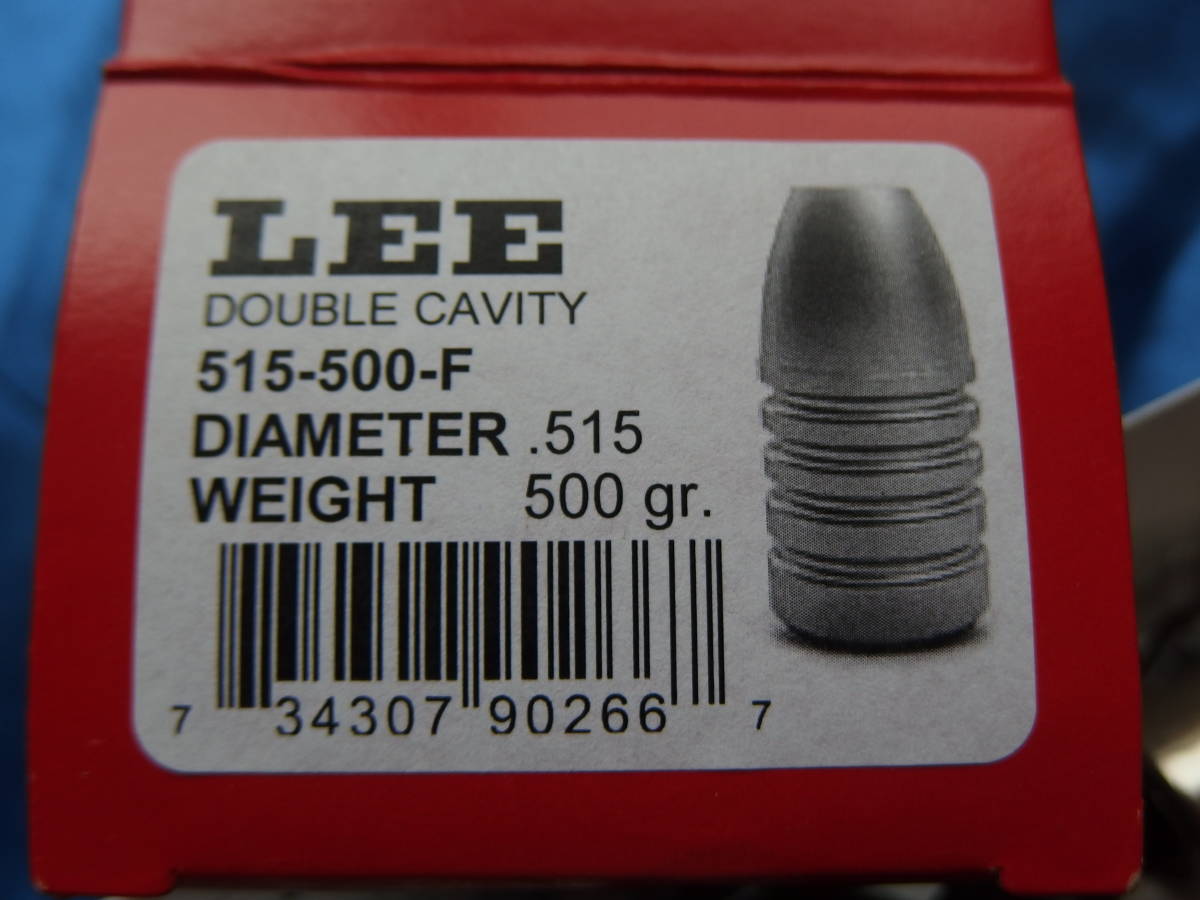 LEE
DOUBLE CAVITY
515-500-F
DIAMETER .515
WEIGHT 500 gr.
7 34307 90266 7